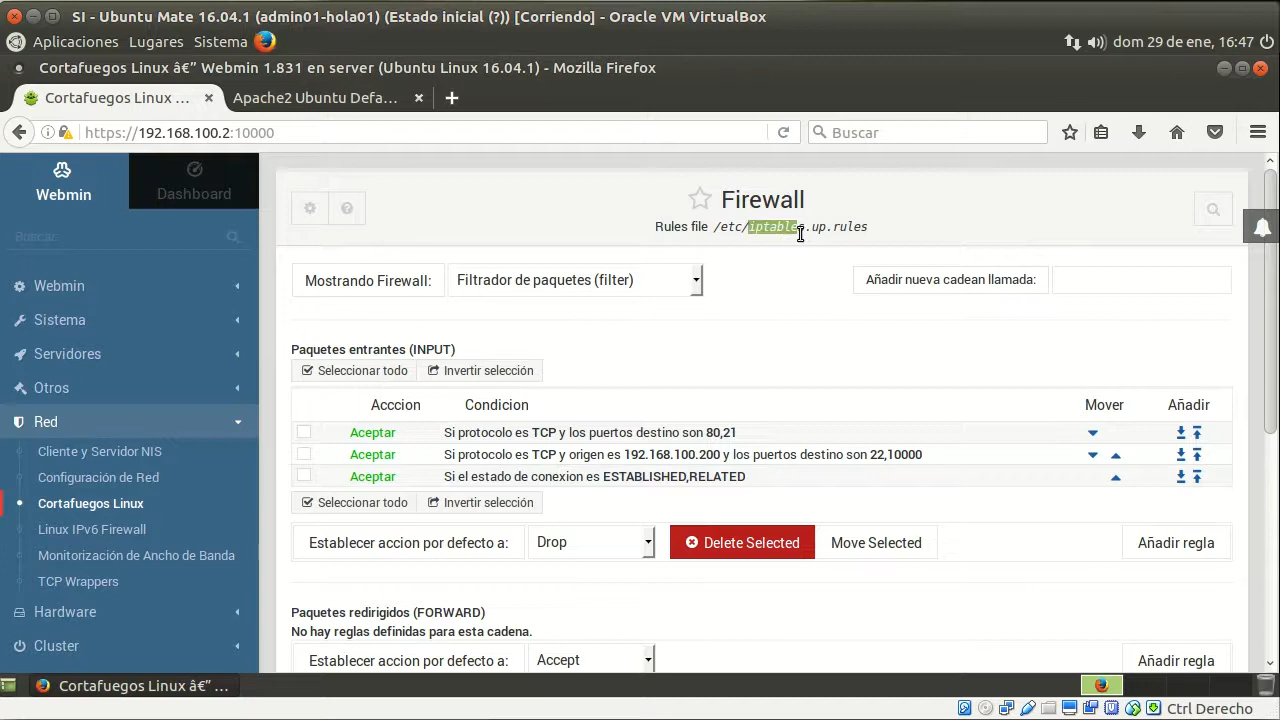 SI - Ubuntu Mate 16.04.1 (admin01-hola01) (Estado inicial (?)) [Corriendo] - Oracle VM VirtualBox
Aplicaciones Lugares Sistema
dom 29 de ene, 16:47
Cortafuegos Linux â€” Webmin 1.831 en server (Ubuntu Linux 16.04.1) - Mozilla Firefox
Cortafuegos Linux ...
Apache2 Ubuntu Defa...
https://192.168.100.2:10000
Buscar
Webmin
Dashboard
Buscar
Webmin
Sistema
Servidores
Otros
Red
Cliente y Servidor NIS
Configuración de Red
Cortafuegos Linux
Linux IPv6 Firewall
Monitorización de Ancho de Banda
TCP Wrappers
Hardware
Cluster
Firewall
Rules file /etc/iptables.up.rules
Mostrando Firewall: Filtrador de paquetes (filter)
Añadir nueva cadean llamada:
Paquetes entrantes (INPUT)
Seleccionar todo Invertir selección
Acccion Condicion Mover Añadir
Aceptar Si protocolo es TCP y los puertos destino son 80,21
Aceptar Si protocolo es TCP y origen es 192.168.100.200 y los puertos destino son 22,10000
Aceptar Si el estado de conexion es ESTABLISHED,RELATED
Seleccionar todo Invertir selección
Establecer accion por defecto a: Drop Delete Selected Move Selected Añadir regla
Paquetes redirigidos (FORWARD)
No hay reglas definidas para esta cadena.
Establecer accion por defecto a: Accept Añadir regla
Cortafuegos Linux â€” ...
Ctrl Derecho